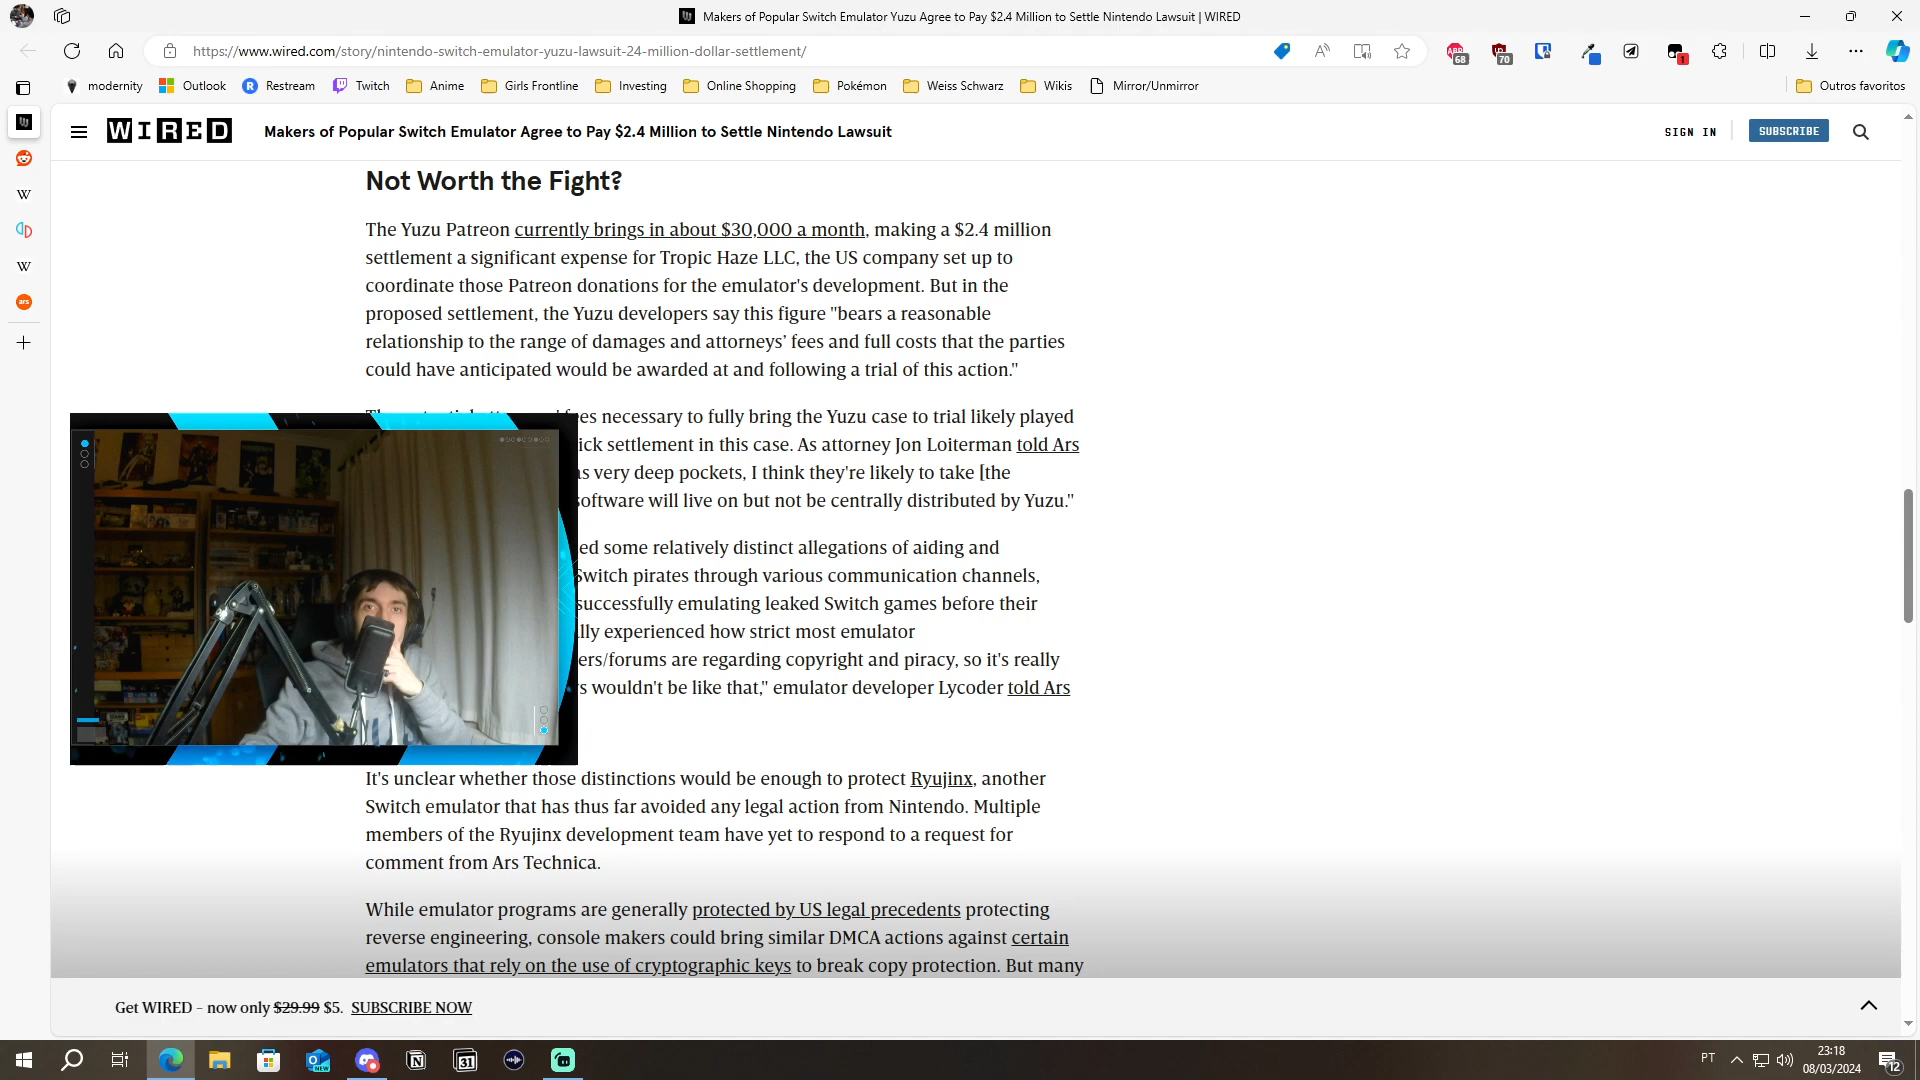 Makers of Popular Switch Emulator Yuzu Agree to Pay $2.4 Million to Settle Nintendo Lawsuit | WIRED
https://www.wired.com/story/nintendo-switch-emulator-yuzu-lawsuit-24-million-dollar-settlement/
68
70
1
modernity
Outlook
Restream
Twitch
Anime
Girls Frontline
Investing
Online Shopping
Pokémon
Weiss Schwarz
Wikis
Mirror/Unmirror
Outros favoritos
WIRED
Makers of Popular Switch Emulator Agree to Pay $2.4 Million to Settle Nintendo Lawsuit
SIGN IN
SUBSCRIBE
Not Worth the Fight?
The Yuzu Patreon currently brings in about $30,000 a month, making a $2.4 million
settlement a significant expense for Tropic Haze LLC, the US company set up to
coordinate those Patreon donations for the emulator's development. But in the
proposed settlement, the Yuzu developers say this figure "bears a reasonable
relationship to the range of damages and attorneys’ fees and full costs that the parties
could have anticipated would be awarded at and following a trial of this action."
necessary to fully bring the Yuzu case to trial likely played
settlement in this case. As attorney Jon Loiterman told Ars
very deep pockets, I think they're likely to take [the
software will live on but not be centrally distributed by Yuzu."
some relatively distinct allegations of aiding and
Switch pirates through various communication channels,
successfully emulating leaked Switch games before their
experienced how strict most emulator
are regarding copyright and piracy, so it's really
wouldn't be like that," emulator developer Lycoder told Ars
It's unclear whether those distinctions would be enough to protect Ryujinx, another
Switch emulator that has thus far avoided any legal action from Nintendo. Multiple
members of the Ryujinx development team have yet to respond to a request for
comment from Ars Technica.
While emulator programs are generally protected by US legal precedents protecting
reverse engineering, console makers could bring similar DMCA actions against certain
emulators that rely on the use of cryptographic keys to break copy protection. But many
Get WIRED - now only $29.99 $5. SUBSCRIBE NOW
PT
23:18
08/03/2024
12